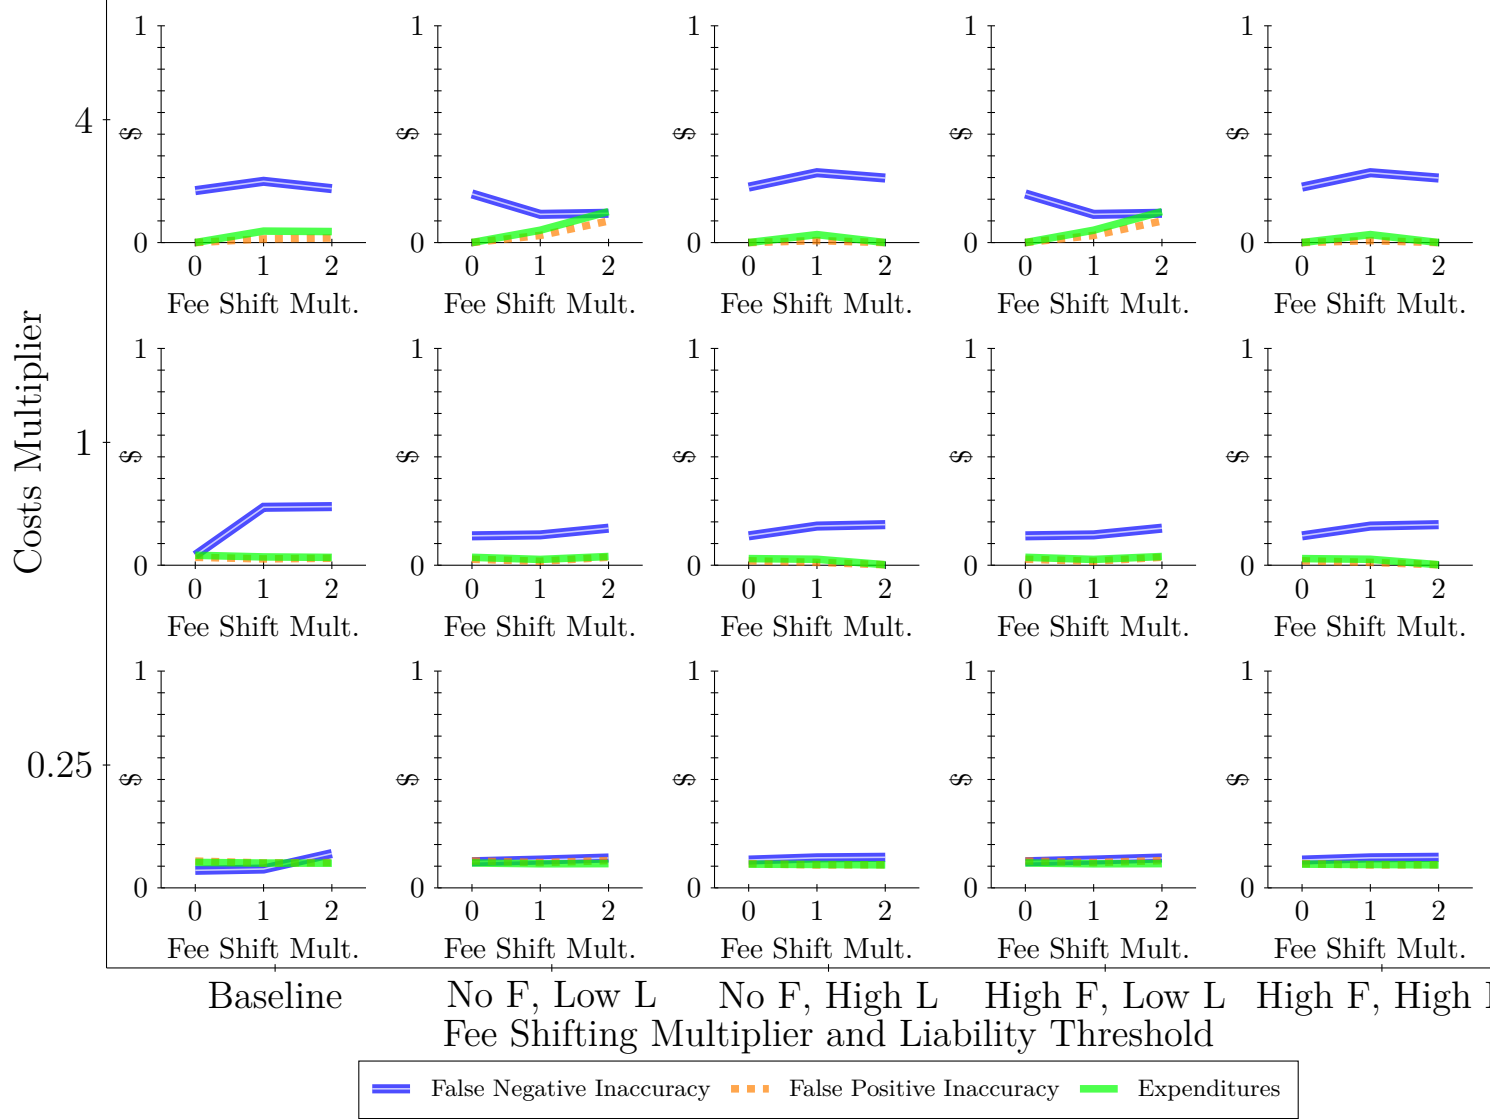 1 1 1 1 1
4 $ $ $ $ $
0 0 0 0 0
0 1 2 0 1 2 0 1 2 0 1 2 0 1 2
Fee Shift Mult. Fee Shift Mult. Fee Shift Mult. Fee Shift Mult. Fee Shift Mult.
Costs Multiplier
1 1 1 1 1
1 $ $ $ $ $
0 0 0 0 0
0 1 2 0 1 2 0 1 2 0 1 2 0 1 2
Fee Shift Mult. Fee Shift Mult. Fee Shift Mult. Fee Shift Mult. Fee Shift Mult.
1 1 1 1 1
0.25 $ $ $ $ $
0 0 0 0 0
0 1 2 0 1 2 0 1 2 0 1 2 0 1 2
Fee Shift Mult. Fee Shift Mult. Fee Shift Mult. Fee Shift Mult. Fee Shift Mult.
Baseline No F, Low L No F, High L High F, Low L High F, High
Fee Shifting Multiplier and Liability Threshold
False Negative Inaccuracy False Positive Inaccuracy Expenditures